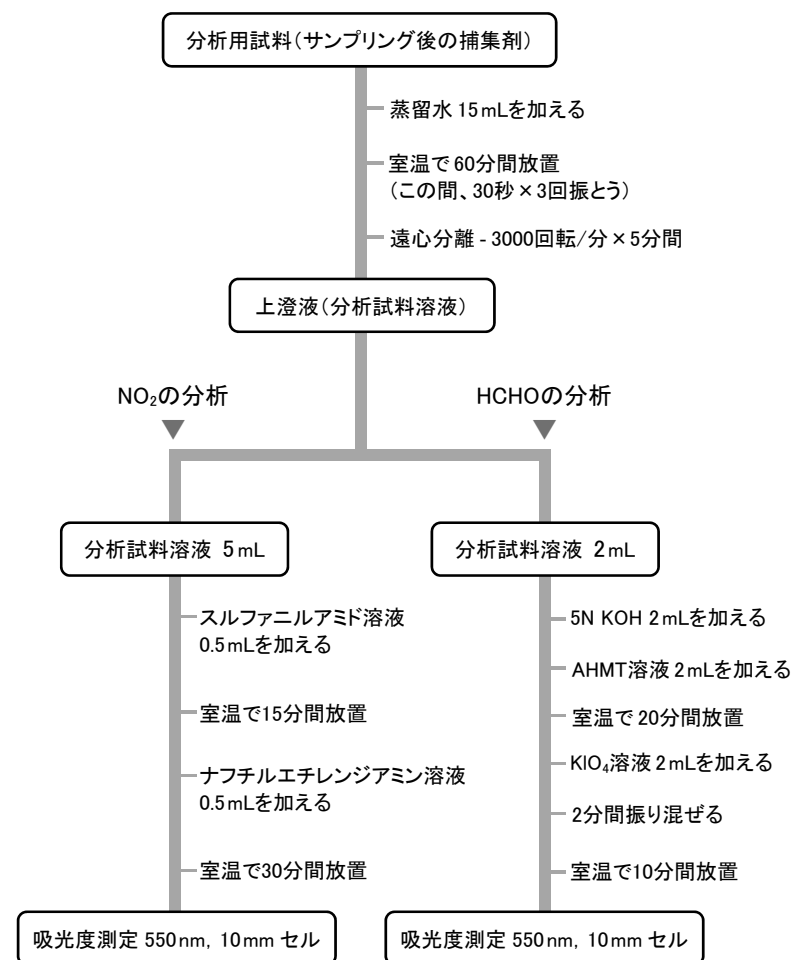 分析用試料(サンプリング後の捕集剤)
蒸留水 15mLを加える
室温で60分間放置
(この間、30秒×3回振とう)
遠心分離 - 3000回転/分×5分間
上澄液(分析試料溶液)
NO₂の分析
HCHOの分析
分析試料溶液 5mL
スルファニルアミド溶液
0.5mLを加える
室温で15分間放置
ナフチルエチレンジアミン溶液
0.5mLを加える
室温で30分間放置
吸光度測定 550nm, 10mm セル
分析試料溶液 2mL
5N KOH 2mLを加える
AHMT溶液 2mLを加える
室温で20分間放置
KIO₄溶液 2mLを加える
2分間振り混ぜる
室温で10分間放置
吸光度測定 550nm, 10mm セル